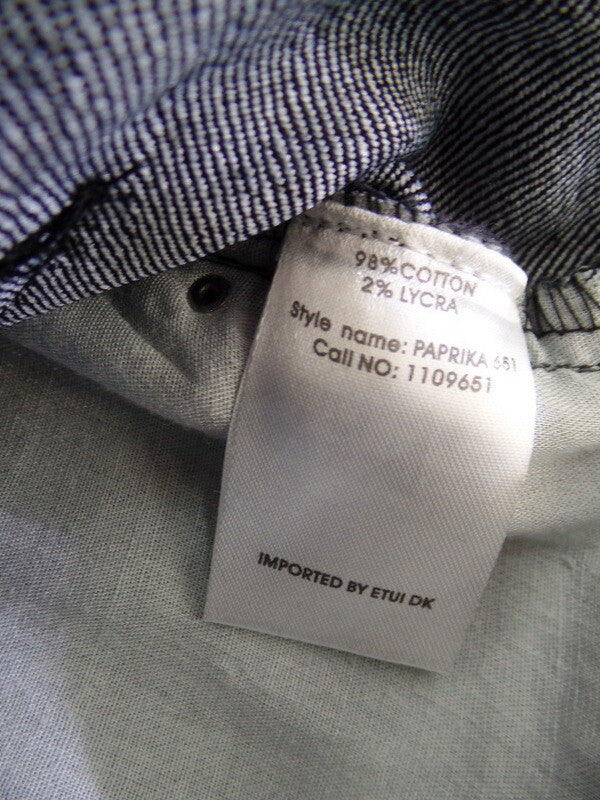 98% COTTON
2% LYCRA
Style name: PAPRIKA 651
Call NO: 1109651
IMPORTED BY ETUI DK